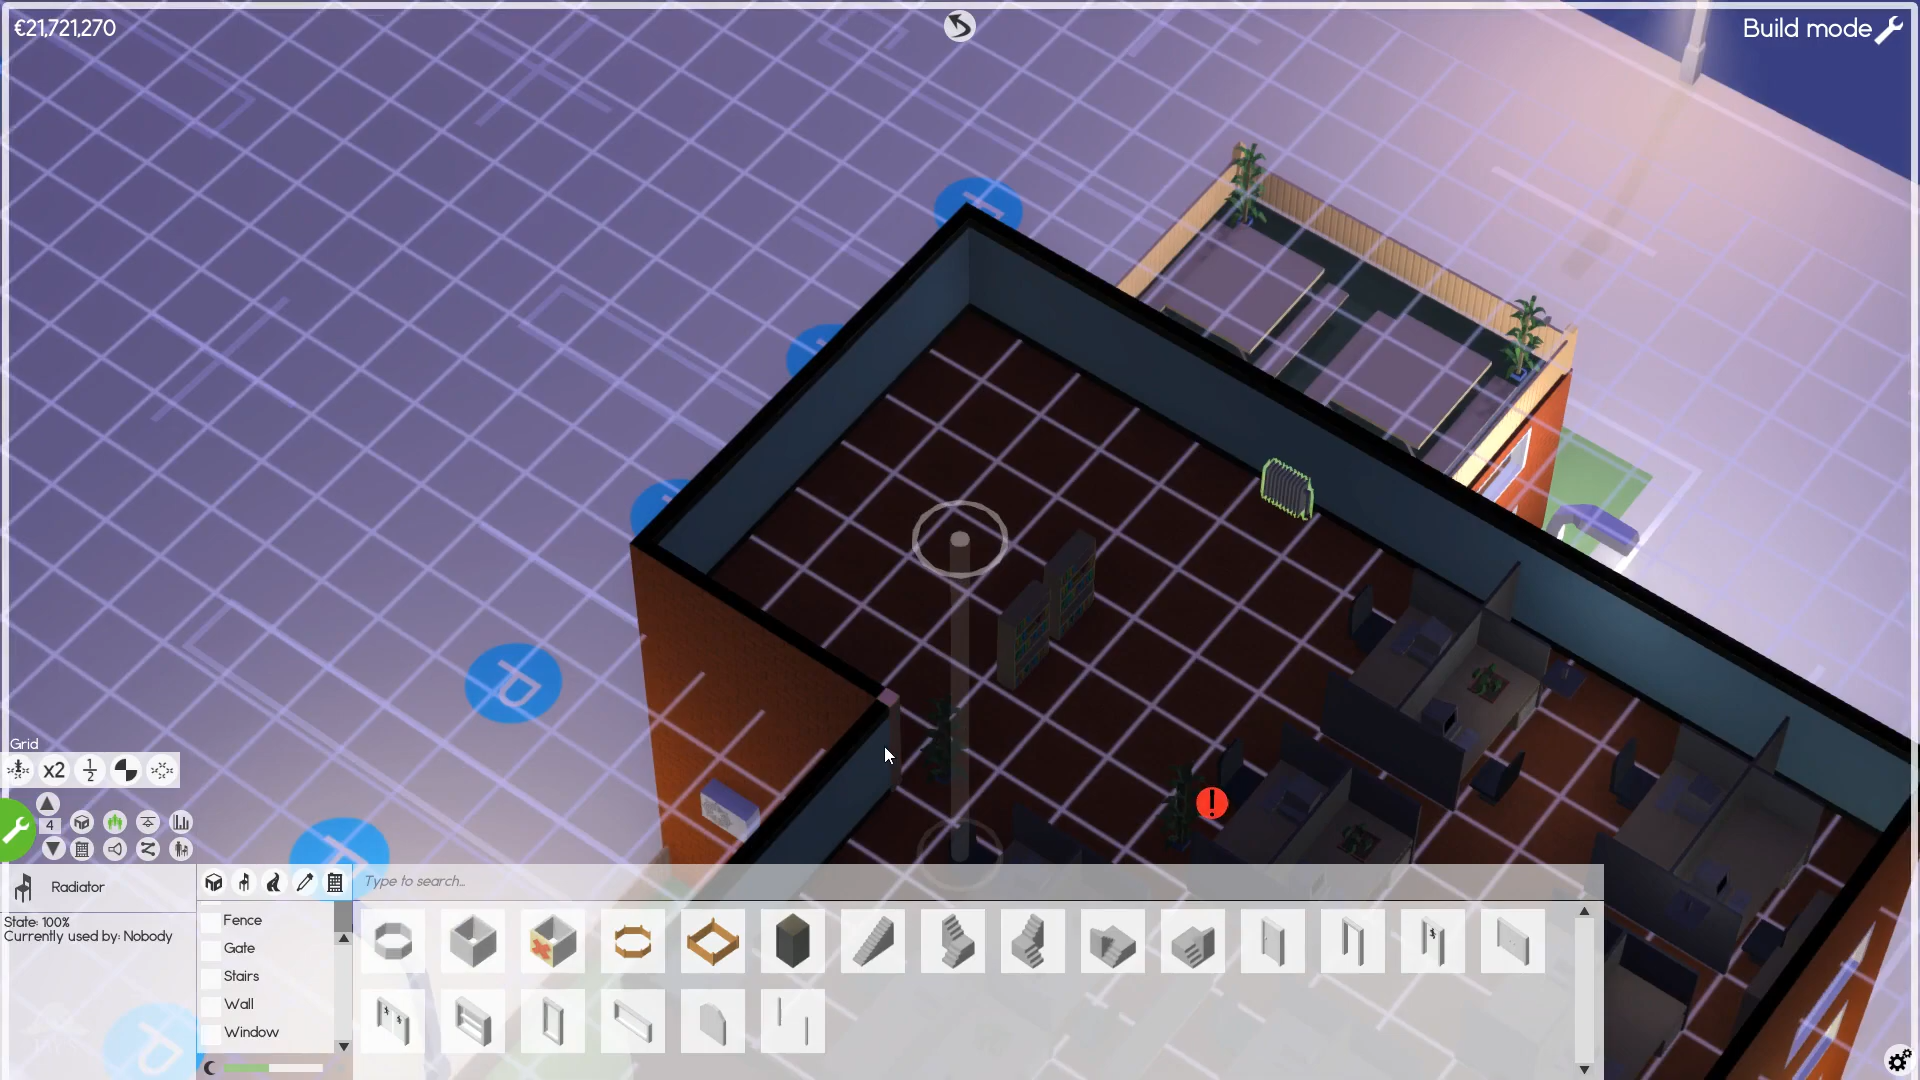 €21,721,270
Build mode
Grid
x2
1/2
4
Radiator
State: 100%
Currently used by: Nobody
Type to search...
Fence
Gate
Stairs
Wall
Window
P
P
P
!